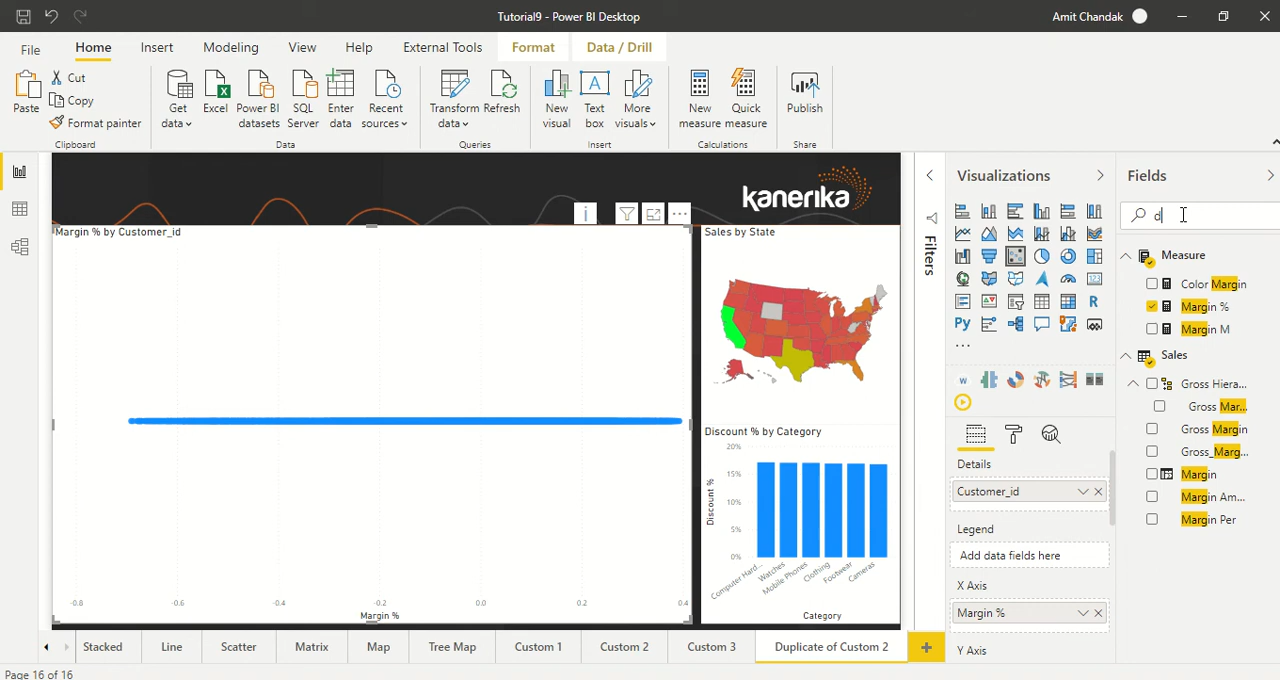 Tutorial9 - Power BI Desktop
Amit Chandak
File
Home
Insert
Modeling
View
Help
External Tools
Format
Data / Drill
Paste
Cut
Copy
Format painter
Clipboard
Get data
Excel
Power BI datasets
SQL Server
Enter data
Recent sources
Data
Transform data
Refresh
Queries
New visual
Text box
More visuals
Insert
New measure
Quick measure
Calculations
Publish
Share
kanerika
Margin % by Customer_id
-0.8
-0.6
-0.4
-0.2
0.0
0.2
0.4
Margin %
Sales by State
Discount % by Category
20%
15%
10%
5%
0%
Discount %
Computer Hard...
Watches
Mobile Phones
Clothing
Footwear
Cameras
Category
Filters
Visualizations
R
Py
...
Details
Customer_id
Legend
Add data fields here
X Axis
Margin %
Y Axis
Fields
d
Measure
Color Margin
Margin %
Margin M
Sales
Gross Hiera...
Gross Mar...
Gross Margin
Gross_Marg...
Margin
Margin Am...
Margin Per
Stacked
Line
Scatter
Matrix
Map
Tree Map
Custom 1
Custom 2
Custom 3
Duplicate of Custom 2
+
Page 16 of 16